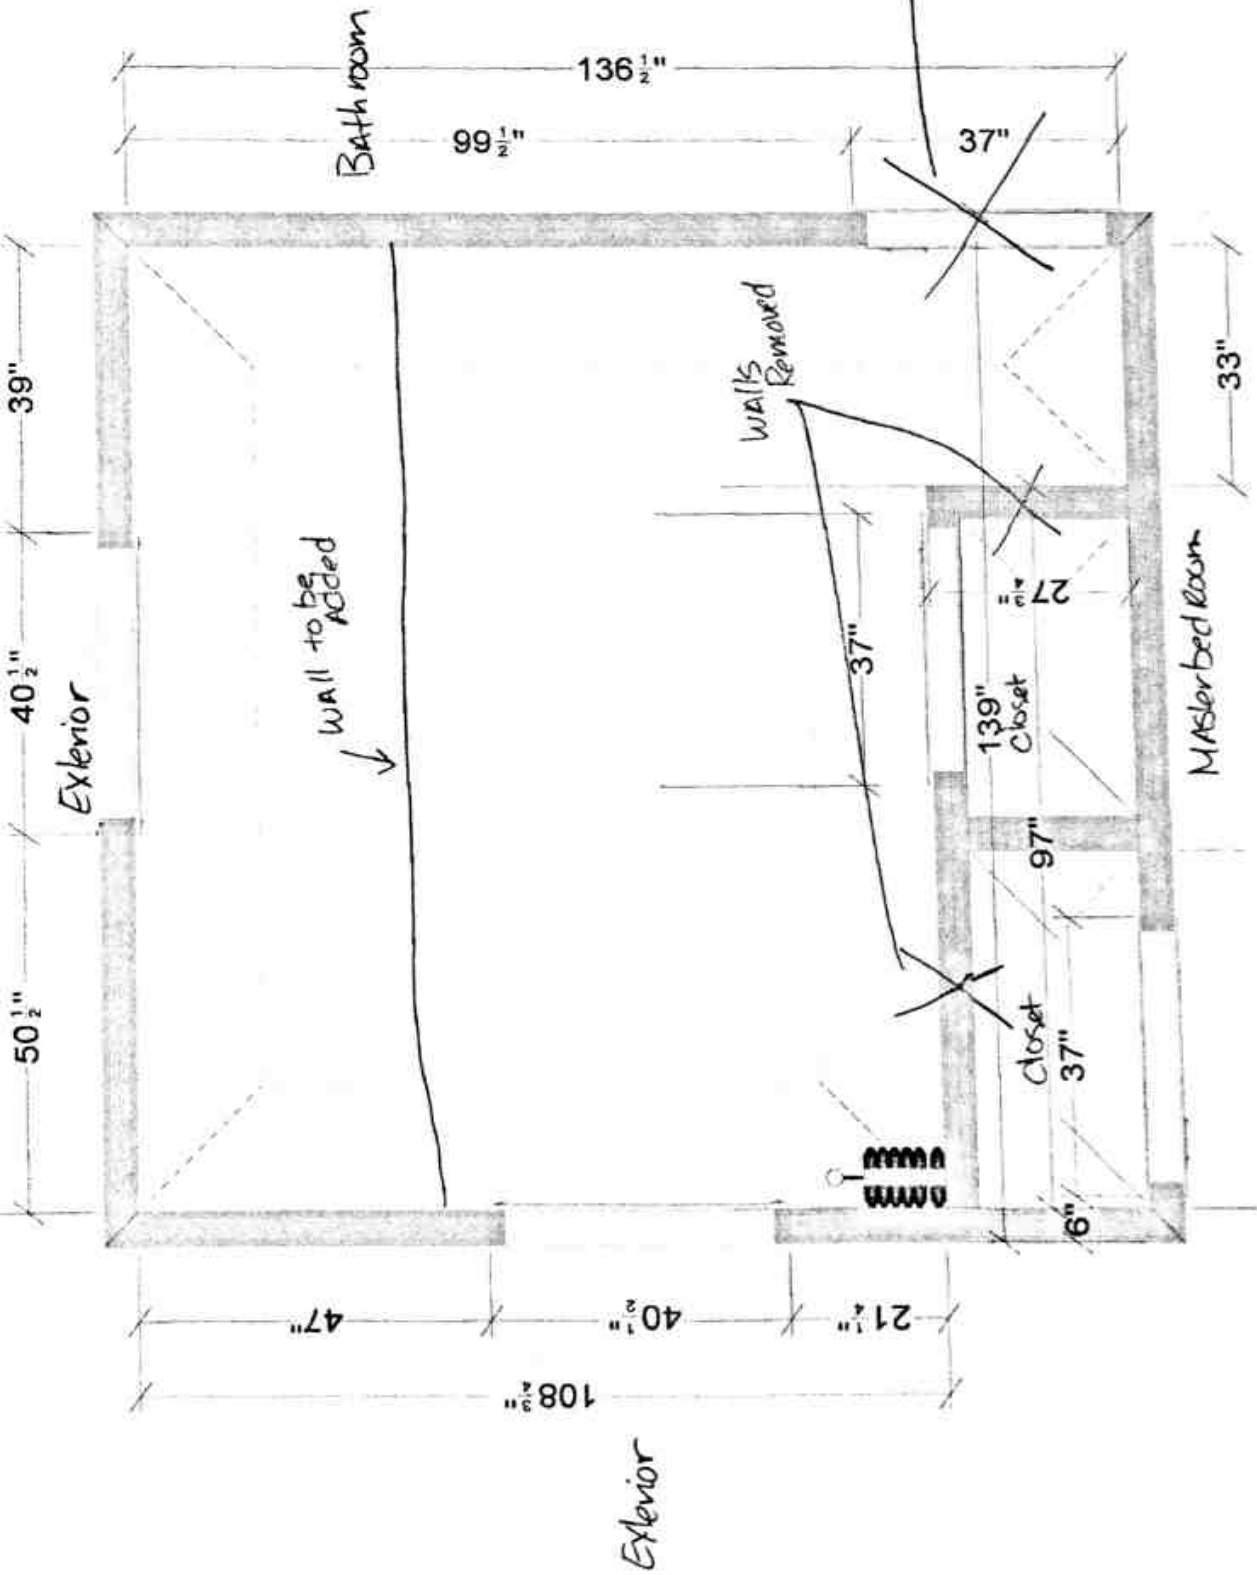 Bathroom
136 1/2"
99 1/2"
37"
39"
40 1/2"
50 1/2"
Exterior
Wall to be
Added
Walls
Removed
33"
37"
27 3/4"
139"
closet
97"
closet
37"
6"
Master bed Room
47"
40 1/2"
21 1/4"
108 3/4"
Exterior